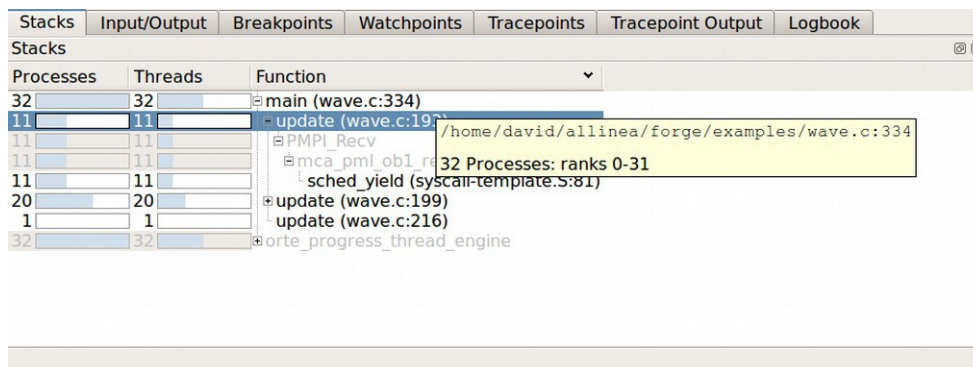 Stacks Input/Output Breakpoints Watchpoints Tracepoints Tracepoint Output Logbook
Stacks
Processes Threads Function
32 32 main (wave.c:334)
11 11 update (wave.c:193
/home/david/allinea/forge/examples/wave.c:334
11 11 PMPI_Recv
11 11 mca_pml_ob1_re
32 Processes: ranks 0-31
11 11 sched_yield (syscall-template.S:81)
20 20 update (wave.c:199)
1 1 update (wave.c:216)
32 32 orte_progress_thread_engine